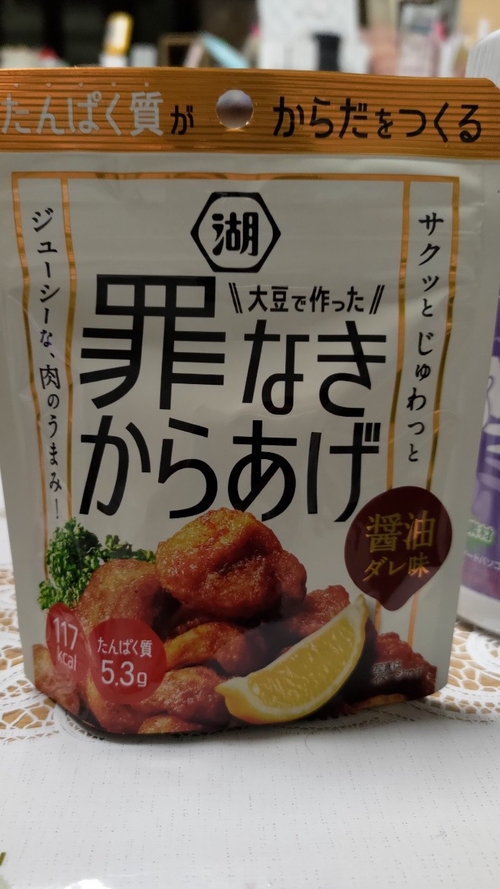 たんぱく質が からだをつくる
湖
サクッとじゅわっと
ジューシーな、肉のうまみ！
大豆で作った
罪なき
からあげ
醤油
ダレ味
117
kcal
たんぱく質
5.3g